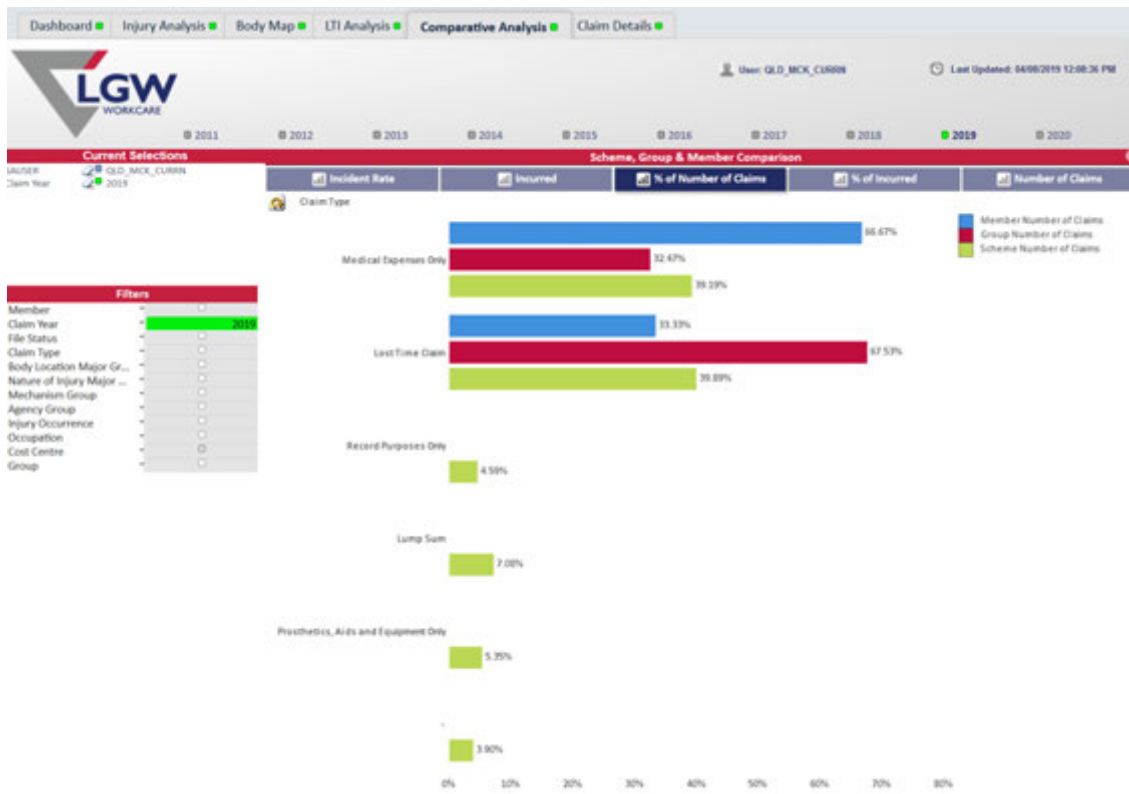 Dashboard Injury Analysis Body Map LTI Analysis Comparative Analysis Claim Details
LGW
WORKCARE
User: QLD_MCK_CURRN Last Updated: 04/08/2019 12:08:36 PM
2011 2012 2013 2014 2015 2016 2017 2018 2019 2020
Current Selections
Scheme, Group & Member Comparison
QLD_MCK_CURRN
Claim Year 2019
Incident Rate Incurred % of Number of Claims % of Incurred Number of Claims
Claim Type
Member Number of Claims
Group Number of Claims
Scheme Number of Claims
66.67%
Medical Expenses Only 32.47%
39.19%
33.33%
Lost Time Claim 67.53%
39.89%
Record Purposes Only
4.59%
Lump Sum
7.08%
Prosthetics, Aids and Equipment Only
5.35%
-
3.90%
0% 10% 20% 30% 40% 50% 60% 70% 80%
Filters
Member
Claim Year 2019
File Status
Claim Type
Body Location Major Gr...
Nature of Injury Major ...
Mechanism Group
Agency Group
Injury Occurrence
Occupation
Cost Centre
Group